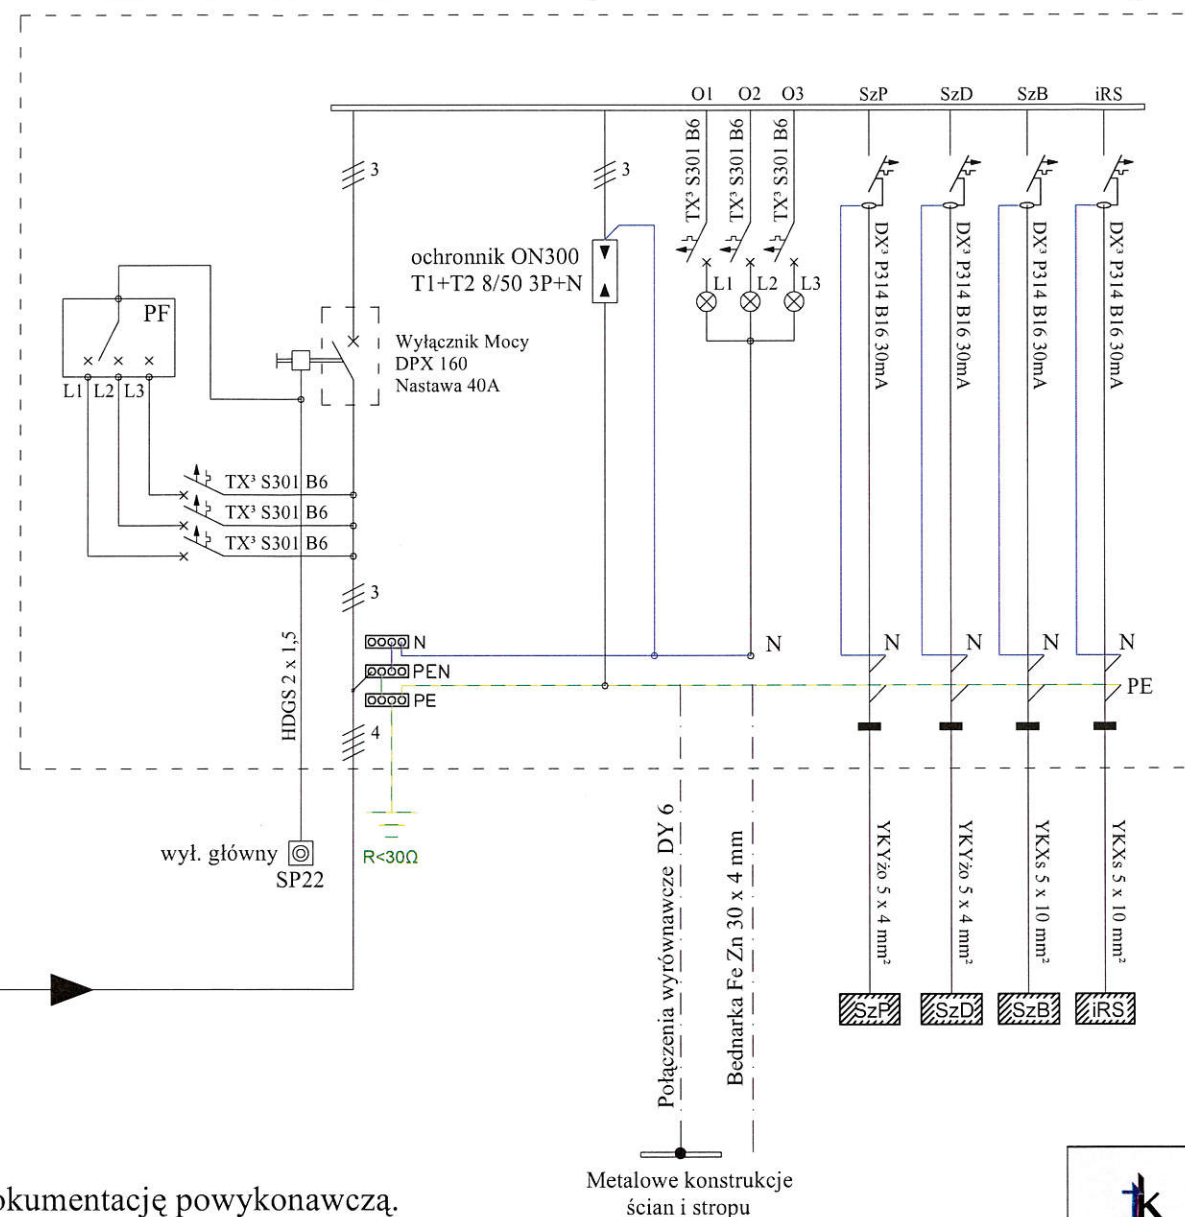 O1 O2 O3 SzP SzD SzB iRS
TX³ S301 B6
TX³ S301 B6
TX³ S301 B6
3
3
ochronnik ON300
T1+T2 8/50 3P+N
L1 L2 L3
DX³ P314 B16 30mA
DX³ P314 B16 30mA
DX³ P314 B16 30mA
DX³ P314 B16 30mA
PF
L1 L2 L3
Wyłącznik Mocy
DPX 160
Nastawa 40A
TX³ S301 B6
TX³ S301 B6
TX³ S301 B6
3
HDGS 2 x 1,5
N
PEN
PE
4
N
N
N
N
N
PE
wył. główny
SP22
R<30Ω
Połączenia wyrównawcze DY 6
Bednarka Fe Zn 30 x 4 mm
YKYżo 5 x 4 mm²
YKYżo 5 x 4 mm²
YKXs 5 x 10 mm²
YKXs 5 x 10 mm²
SzP SzD SzB iRS
Metalowe konstrukcje
ścian i stropu
okumentację powykonawczą.
tk